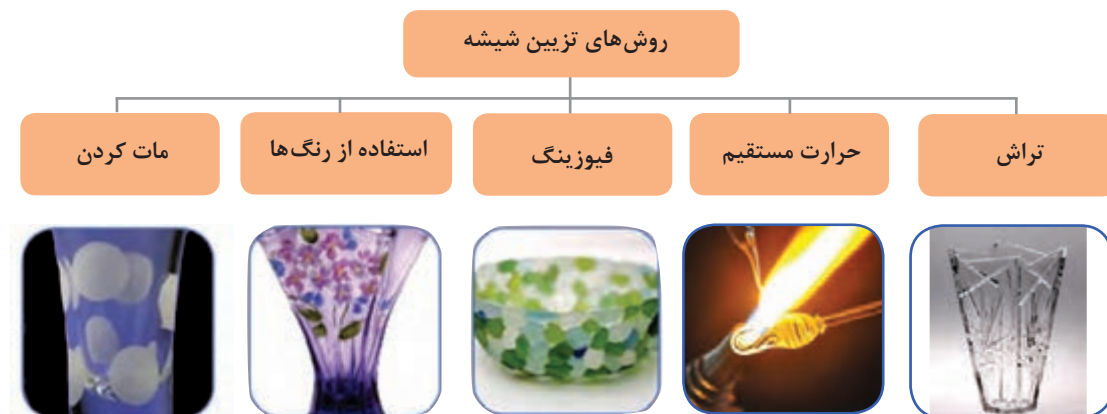 روش‌های تزیین شیشه
تراش
حرارت مستقیم
فیوزینگ
استفاده از رنگ‌ها
مات کردن